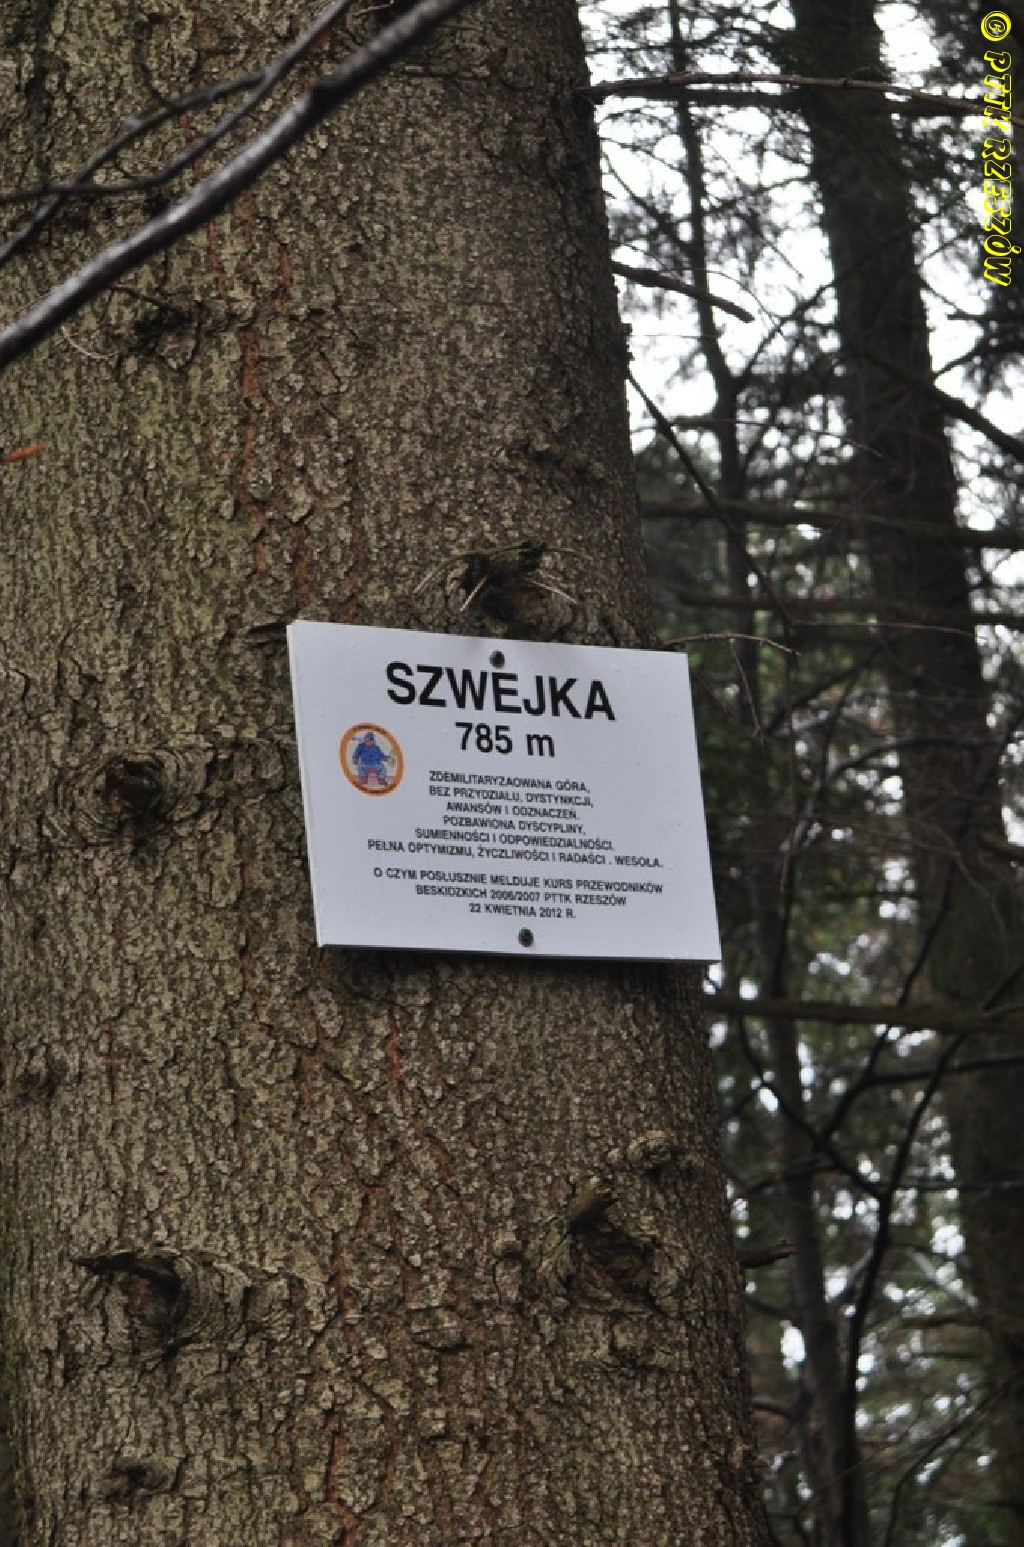 SZWEJKA
785 m
ZDEMILITARYZAOWANA GÓRA,
BEZ PRZYDZIAŁU, DYSTYNKCJI,
AWANSÓW I ODZNACZEŃ.
POZBAWIONA DYSCYPLINY,
SUMIENNOŚCI I ODPOWIEDZIALNOŚCI.
PEŁNA OPTYMIZMU, ŻYCZLIWOŚCI I RADAŚCI . WESOŁA.
O CZYM POSŁUSZNIE MELDUJE KURS PRZEWODNIKÓW
BESKIDZKICH 2006/2007 PTTK RZESZÓW
22 KWIETNIA 2012 R.
© PTTK RZESZÓW